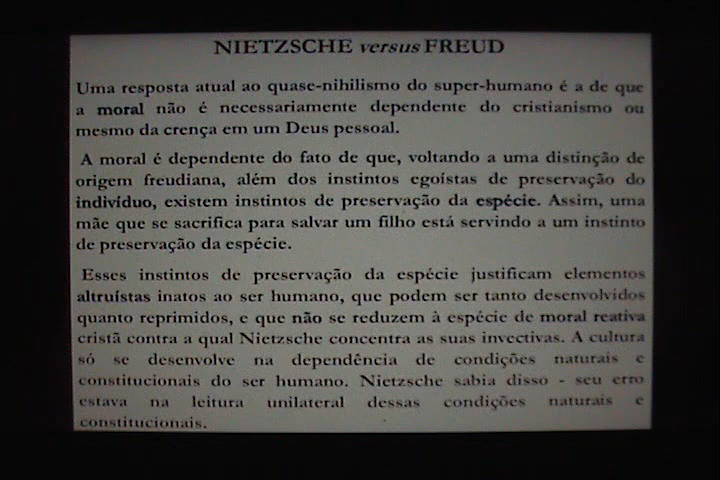 NIETZSCHE versus FREUD
Uma resposta atual ao quase-nihilismo do super-humano é a de que
a moral não é necessariamente dependente do cristianismo ou
mesmo da crença em um Deus pessoal.
A moral é dependente do fato de que, voltando a uma distinção de
origem freudiana, além dos instintos egoístas de preservação do
indivíduo, existem instintos de preservação da espécie. Assim, uma
mãe que se sacrifica para salvar um filho está servindo a um instinto
de preservação da espécie.
Esses instintos de preservação da espécie justificam elementos
altruístas inatos ao ser humano, que podem ser tanto desenvolvidos
quanto reprimidos, e que não se reduzem à espécie de moral reativa
cristã contra a qual Nietzsche concentra as suas invectivas. A cultura
só se desenvolve na dependência de condições naturais e
constitucionais do ser humano. Nietzsche sabia disso - seu erro
estava na leitura unilateral dessas condições naturais e
constitucionais.